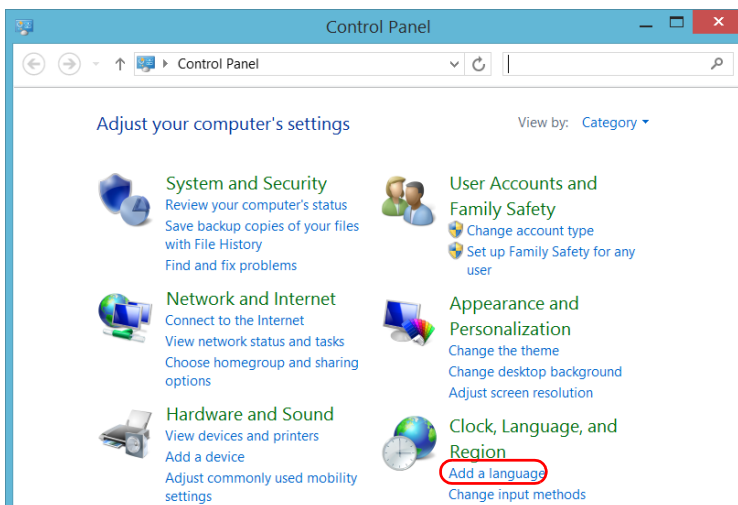 Control Panel
Control Panel
Adjust your computer's settings
View by: Category
System and Security
Review your computer's status
Save backup copies of your files
with File History
Find and fix problems
Network and Internet
Connect to the Internet
View network status and tasks
Choose homegroup and sharing
options
Hardware and Sound
View devices and printers
Add a device
Adjust commonly used mobility
settings
User Accounts and
Family Safety
Change account type
Set up Family Safety for any
user
Appearance and
Personalization
Change the theme
Change desktop background
Adjust screen resolution
Clock, Language, and
Region
Add a language
Change input methods